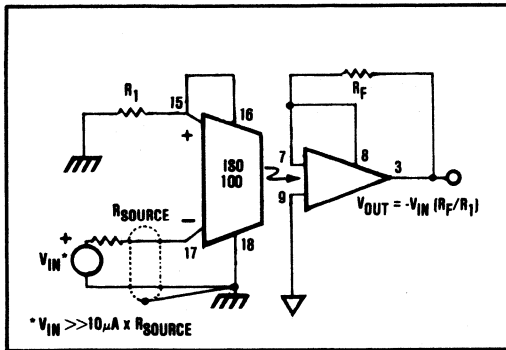 R1
15
16
+
ISO
100
RF
7
8
3
9
VOUT = -VIN (RF/R1)
RSOURCE
−
+
17
18
VIN*
* VIN >>10μA x RSOURCE